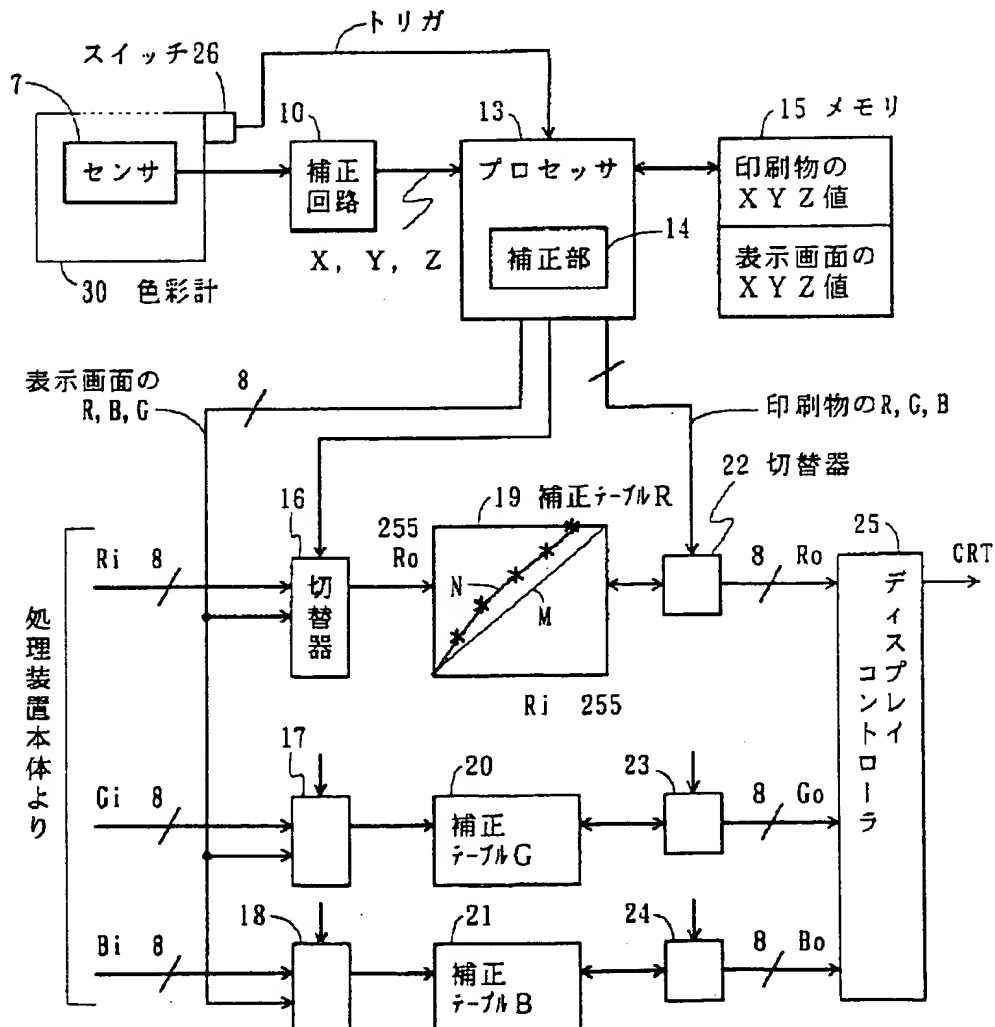 トリガ
スイッチ26
7
センサ
10
補正
回路
13
プロセッサ
14
補正部
15 メモリ
印刷物の
XYZ値
表示画面の
XYZ値
X, Y, Z
30 色彩計
表示画面の
R, B, G
8
印刷物のR, G, B
22 切替器
16
切替器
19 補正テーブルR
255
Ro
N
M
Ri 255
Ri 8
8 Ro
25
CRT
ディスプレイ
コントローラ
処理装置本体より
17
Gi 8
20
補正
テーブルG
23
8 Go
18
Bi 8
21
補正
テーブルB
24
8 Bo